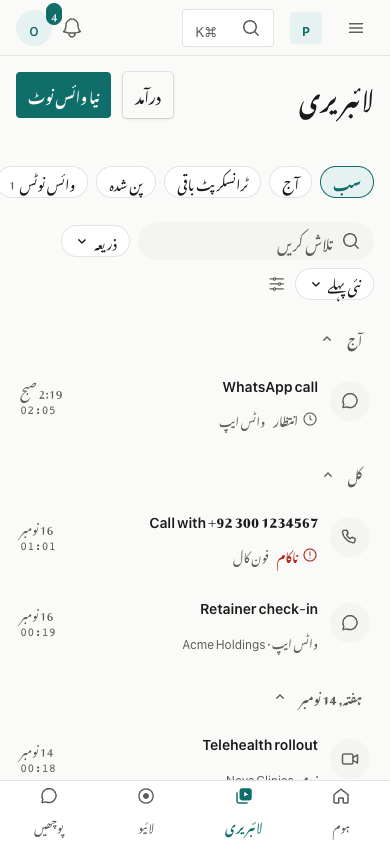 P
K⌘
4
O
لائبریری
درآمد
نیا وائس نوٹ
سب
آج
ٹرانسکرپٹ باقی
پن شدہ
وائس نوٹس 1
تلاش کریں
ذریعہ
نئی پہلے
آج
WhatsApp call
2:19 صبح
انتظار واٹس ایپ
02:05
کل
Call with +92 300 1234567
16 نومبر
ناکام فون کال
01:01
Retainer check-in
16 نومبر
واٹس ایپ · Acme Holdings
00:19
ہفتہ, 14 نومبر
Telehealth rollout
14 نومبر
00:18
ہوم
لائبریری
لائیو
پوچھیں